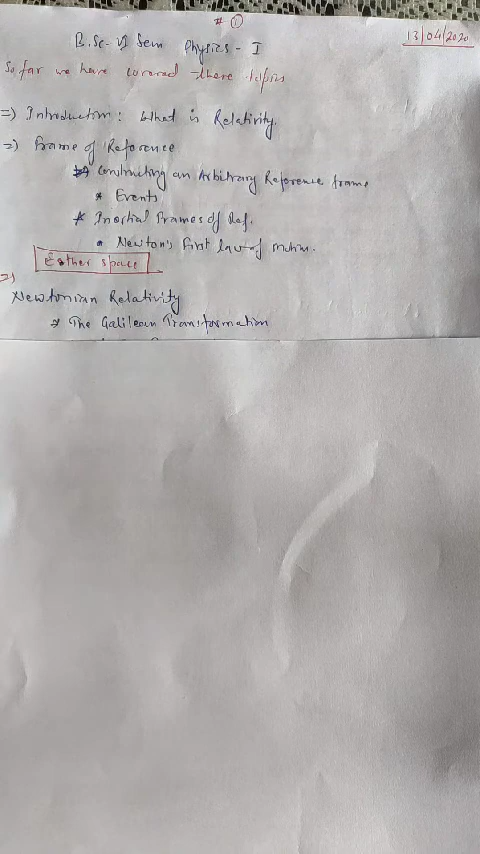 # ①
B.Sc. VI Sem Physics - I
13/04/2020
So far we have covered these topics
=) Introduction: What is Relativity.
=) Frame of Reference
=) Constructing an Arbitrary Reference frame
* Events
* Inertial Frames of Ref.
• Newton's First law of motion.
Eather space
=)
Newtonian Relativity
* The Galilean Transformation